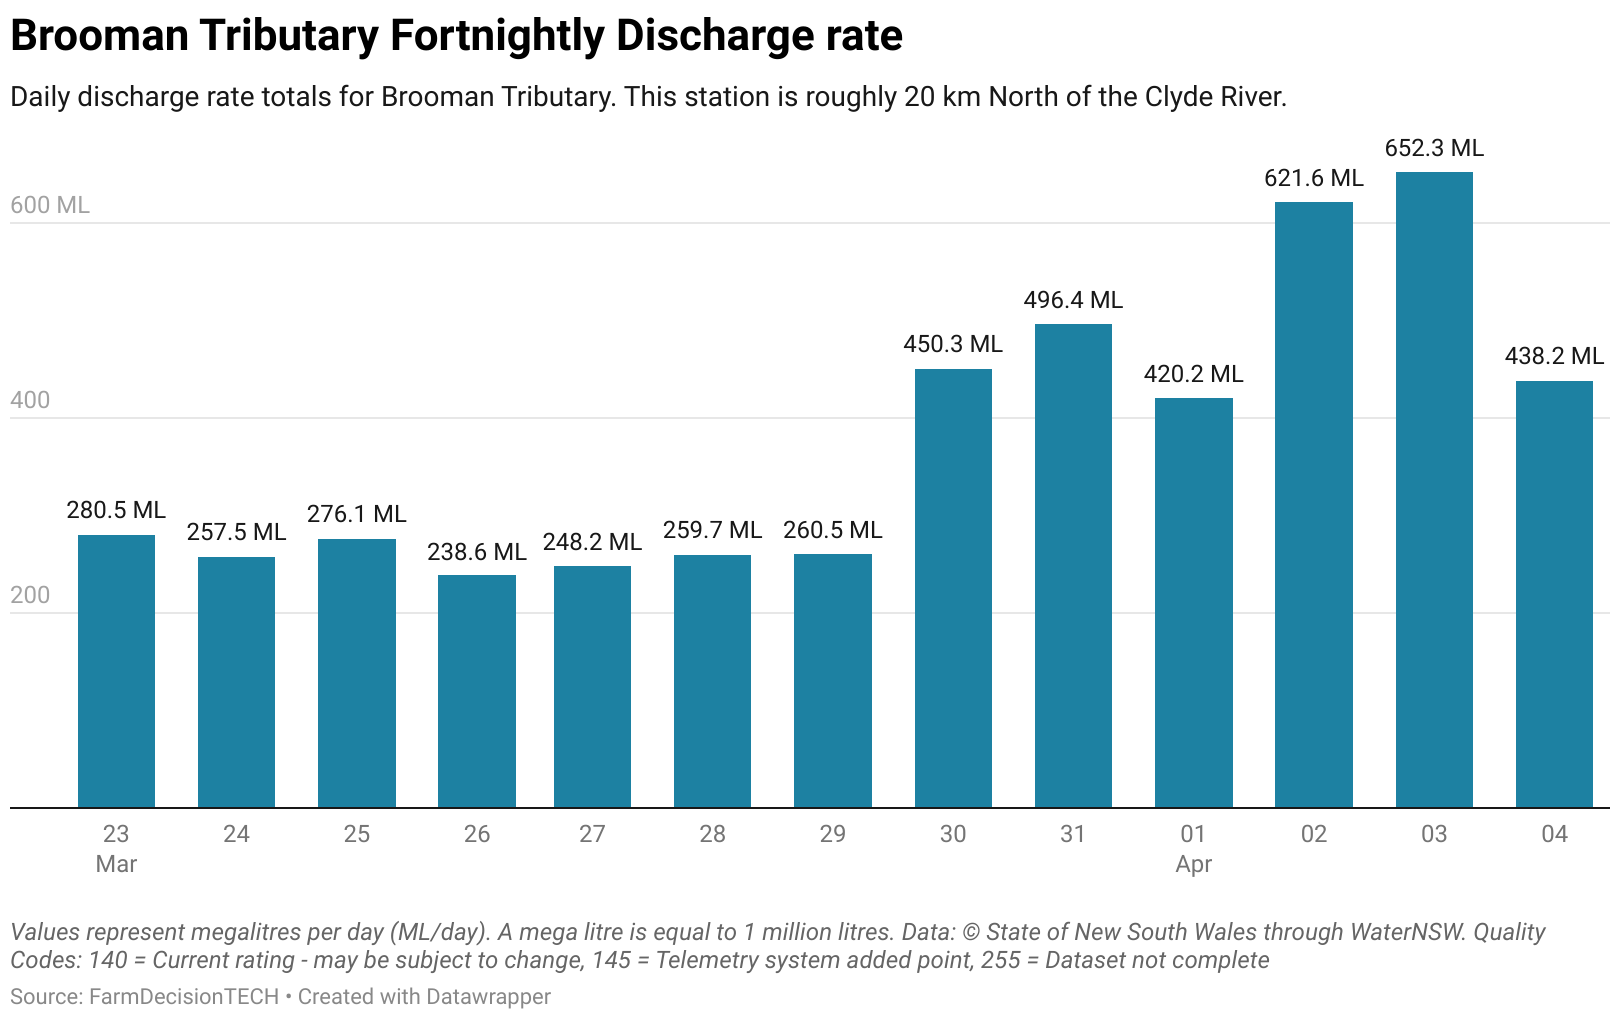 Brooman Tributary Fortnightly Discharge rate
Daily discharge rate totals for Brooman Tributary. This station is roughly 20 km North of the Clyde River.
652.3 ML
621.6 ML
600 ML
496.4 ML
450.3 ML
438.2 ML
420.2 ML
400
280.5 ML
257.5 ML
276.1 ML
238.6 ML
248.2 ML
259.7 ML
260.5 ML
200
23 24 25 26 27 28 29 30 31 01 02 03 04
Mar Apr
Values represent megalitres per day (ML/day). A mega litre is equal to 1 million litres. Data: © State of New South Wales through WaterNSW. Quality
Codes: 140 = Current rating - may be subject to change, 145 = Telemetry system added point, 255 = Dataset not complete
Source: FarmDecisionTECH • Created with Datawrapper